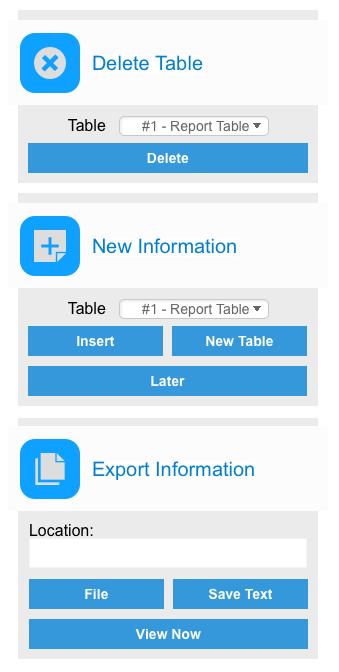 Delete Table
Table #1 - Report Table
Delete
New Information
Table #1 - Report Table
Insert New Table
Later
Export Information
Location:
File Save Text
View Now